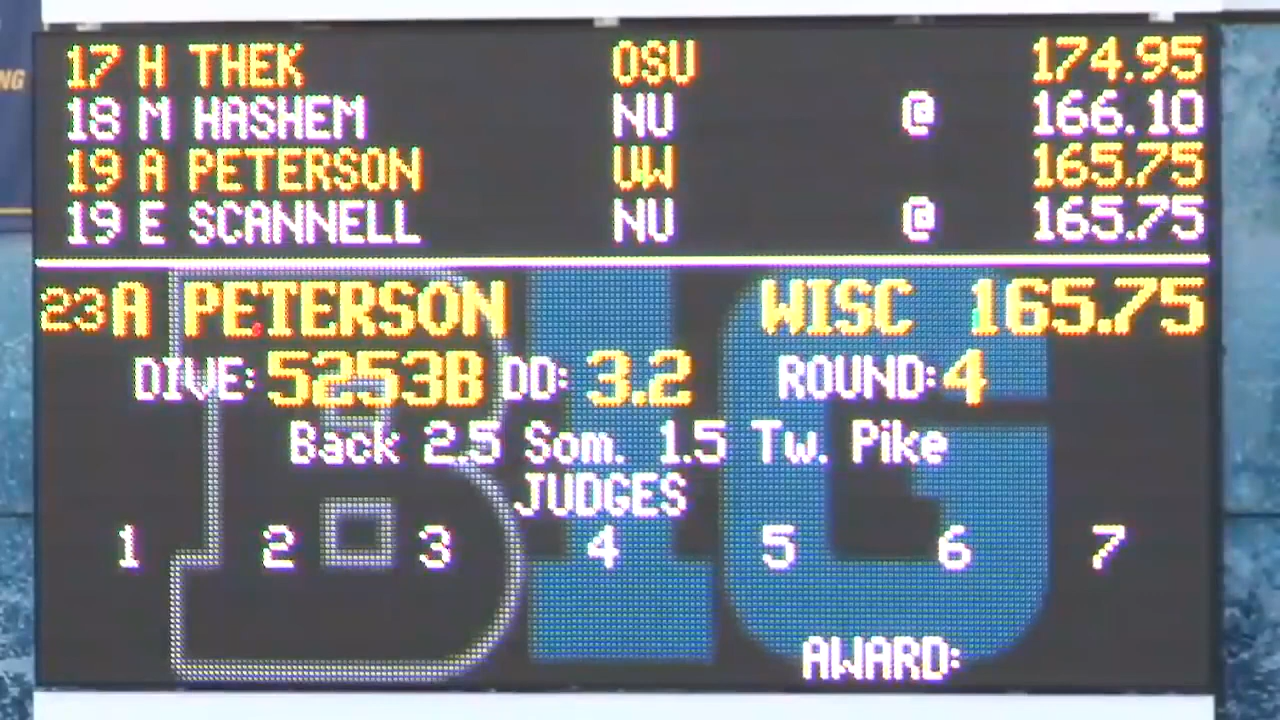 NG
17 H THEK OSU 174.95
18 M HASHEM NU @ 166.10
19 A PETERSON UW 165.75
19 E SCANNELL NU @ 165.75
23 A PETERSON WISC 165.75
DIVE: 5253B DD: 3.2 ROUND: 4
Back 2.5 Som. 1.5 Tw. Pike
JUDGES
1 2 3 4 5 6 7
AWARD:
B1G